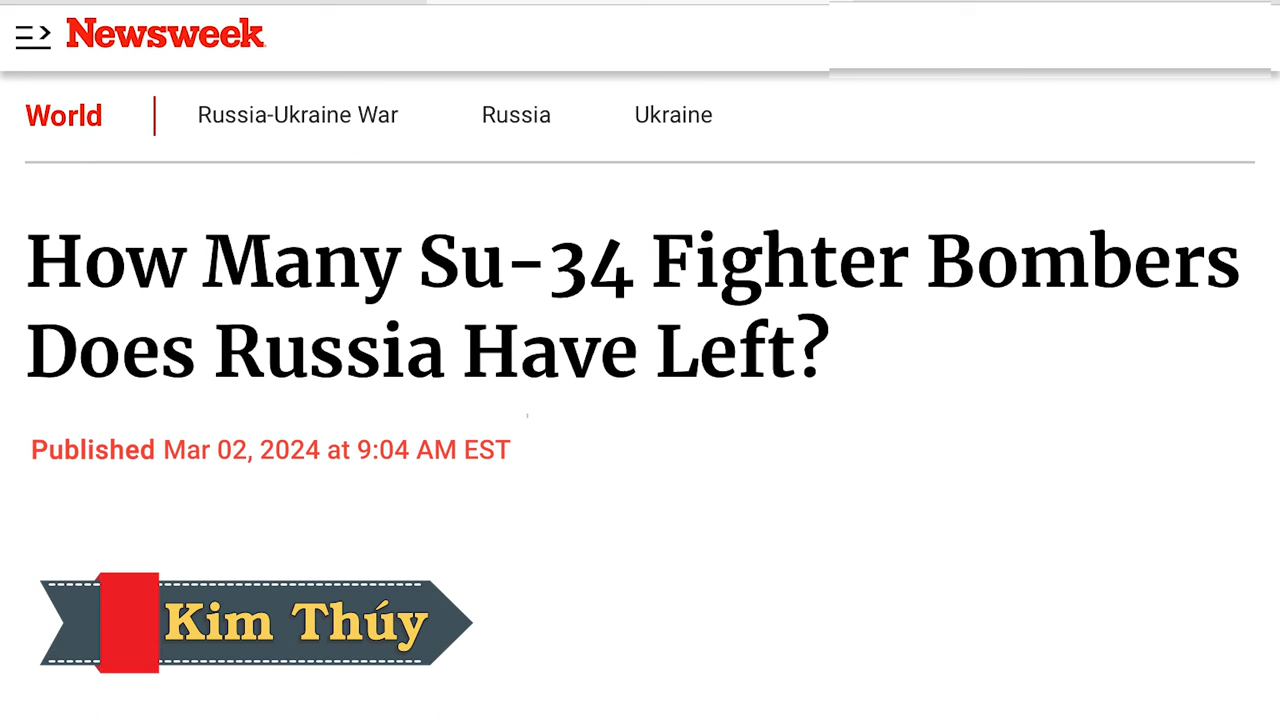 Newsweek
World Russia-Ukraine War Russia Ukraine
How Many Su-34 Fighter Bombers
Does Russia Have Left?
Published Mar 02, 2024 at 9:04 AM EST
Kim Thúy